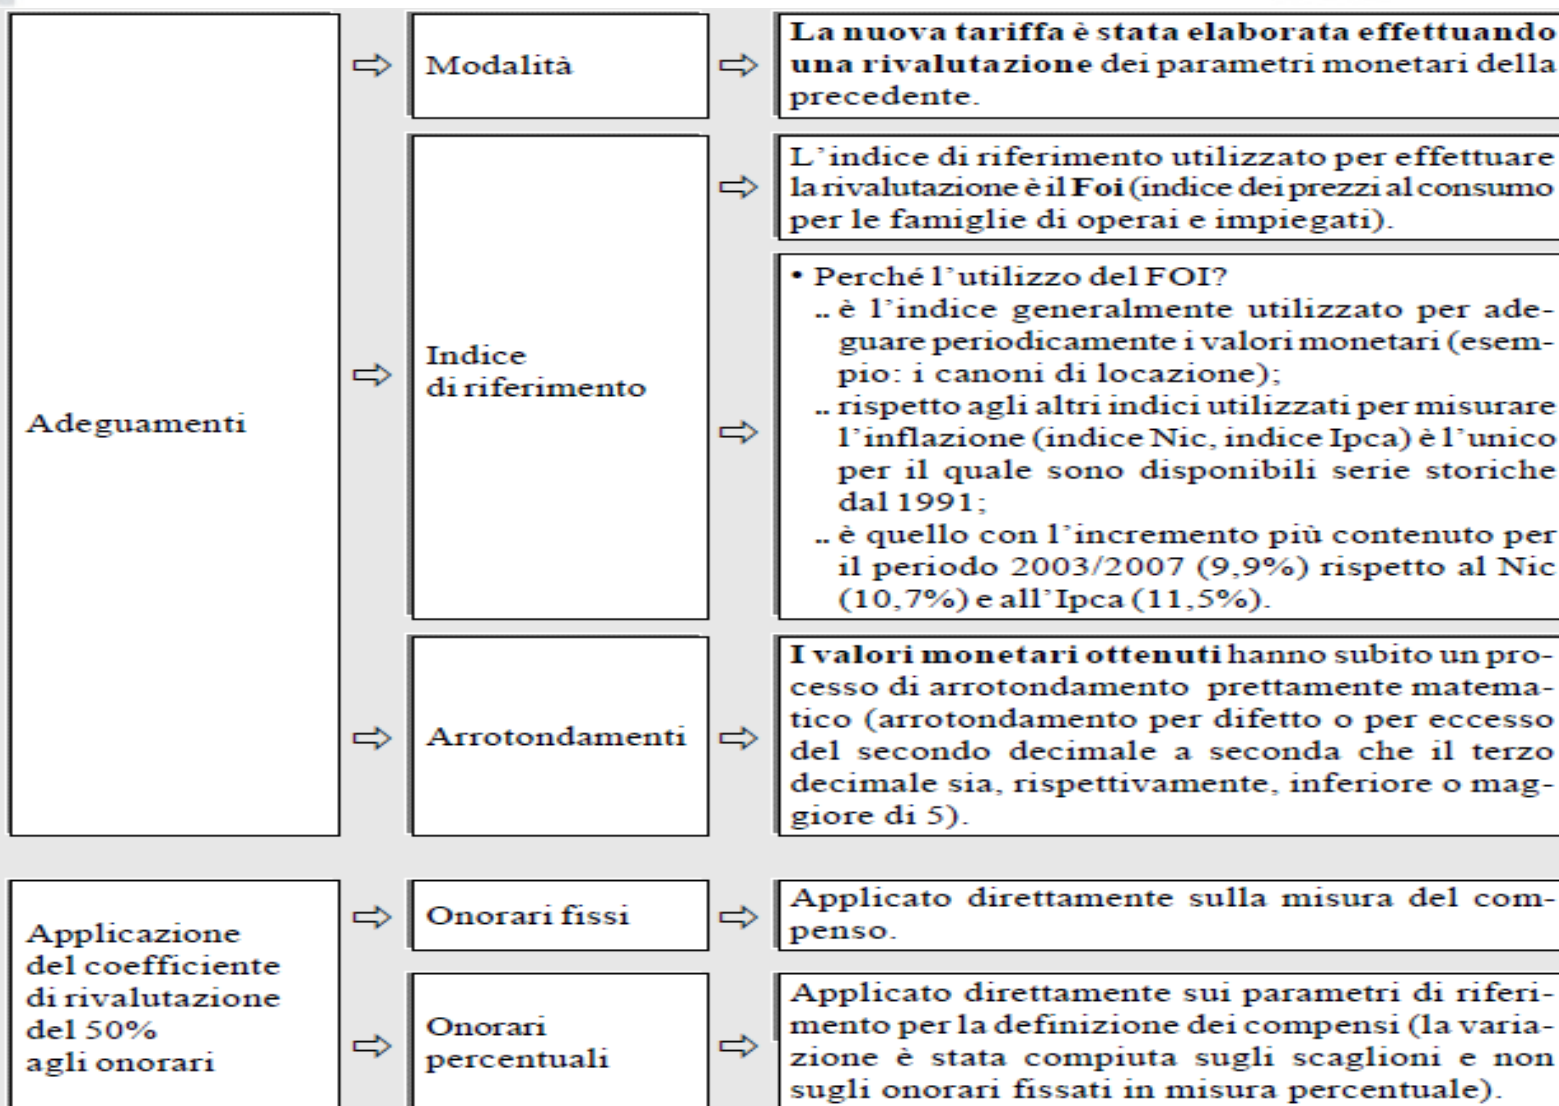 Adeguamenti
Modalità
La nuova tariffa è stata elaborata effettuando
una rivalutazione dei parametri monetari della
precedente.
Indice
di riferimento
L'indice di riferimento utilizzato per effettuare
la rivalutazione è il Foi (indice dei prezzi al consumo
per le famiglie di operai e impiegati).
• Perché l'utilizzo del FOI?
.. è l'indice generalmente utilizzato per ade-
guare periodicamente i valori monetari (esem-
pio: i canoni di locazione);
.. rispetto agli altri indici utilizzati per misurare
l'inflazione (indice Nic, indice Ipca) è l'unico
per il quale sono disponibili serie storiche
dal 1991;
.. è quello con l'incremento più contenuto per
il periodo 2003/2007 (9,9%) rispetto al Nic
(10,7%) e all'Ipca (11,5%).
Arrotondamenti
I valori monetari ottenuti hanno subito un pro-
cesso di arrotondamento prettamente matema-
tico (arrotondamento per difetto o per eccesso
del secondo decimale a seconda che il terzo
decimale sia, rispettivamente, inferiore o mag-
giore di 5).
Applicazione
del coefficiente
di rivalutazione
del 50%
agli onorari
Onorari fissi
Applicato direttamente sulla misura del com-
penso.
Onorari
percentuali
Applicato direttamente sui parametri di riferi-
mento per la definizione dei compensi (la varia-
zione è stata compiuta sugli scaglioni e non
sugli onorari fissati in misura percentuale).